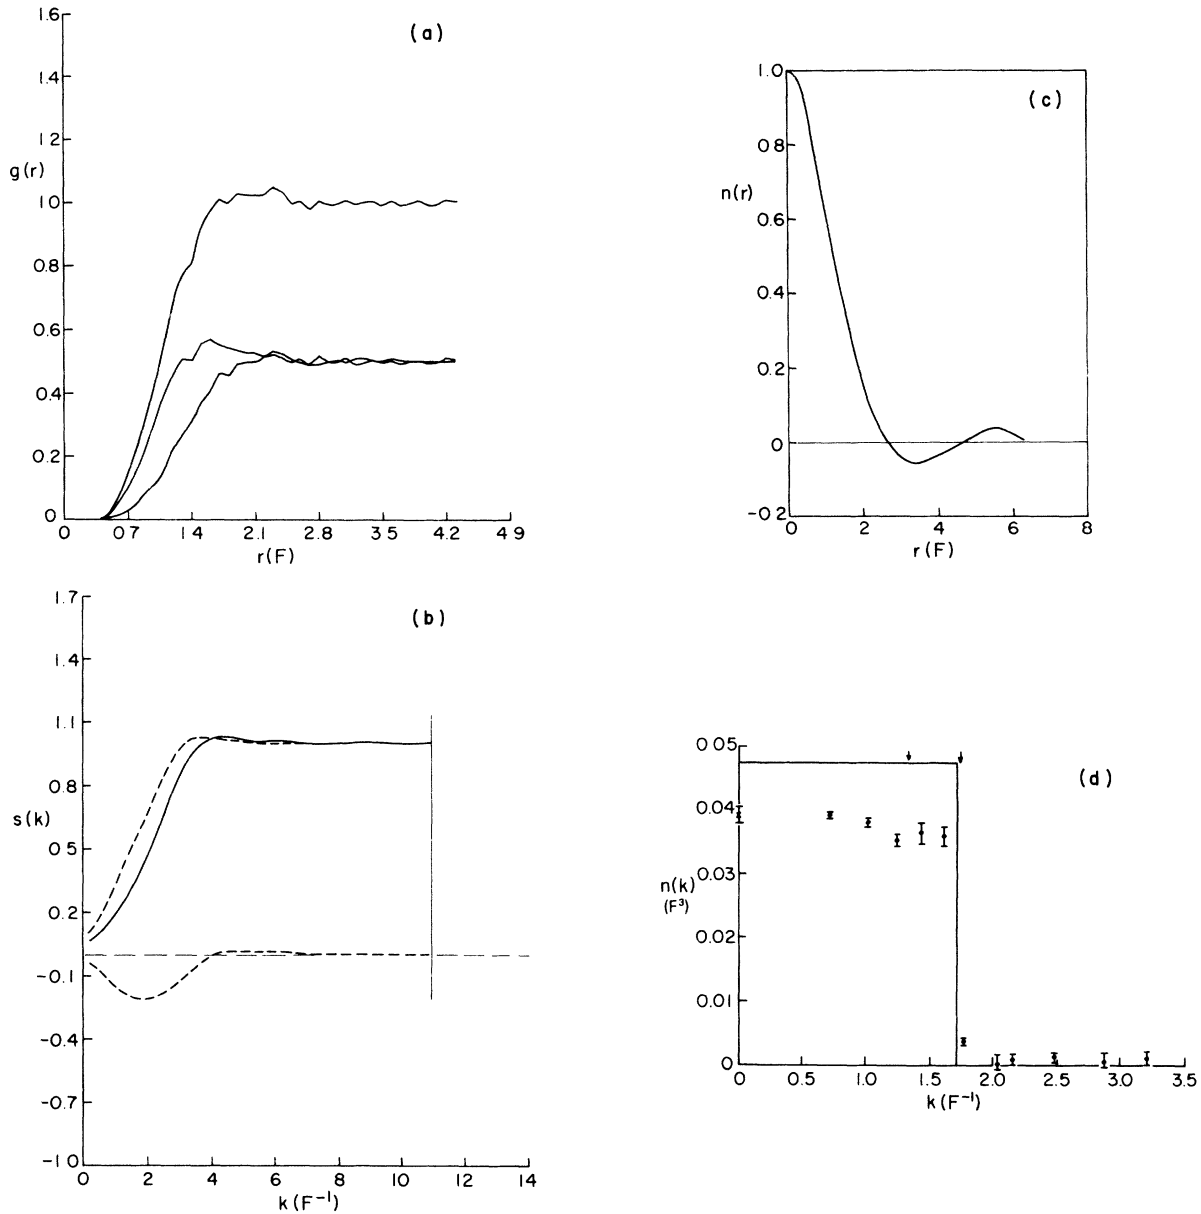 (a)
1.6
1.4
1 2
g(r)
1 0
0.8
0.6
0.4
0.2
0
0 0 7 1 4 2 1 2.8 3.5 4.2 4 9
r(F)
(c)
1.0
0.8
n(r)
0.6
0.4
0.2
0
-0 2
0 2 4 6 8
r(F)
(b)
1.7
1.4
1.1
0.8
s(k)
0.5
0.2
-0.1
-0.4
-0.7
-1 0
0 2 4 6 8 10 12 14
k(F⁻¹)
(d)
0.05
0.04
0.03
n(k)
(F³)
0.02
0.01
0
0 0.5 1.0 1.5 2.0 2.5 3.0 3.5
k(F⁻¹)